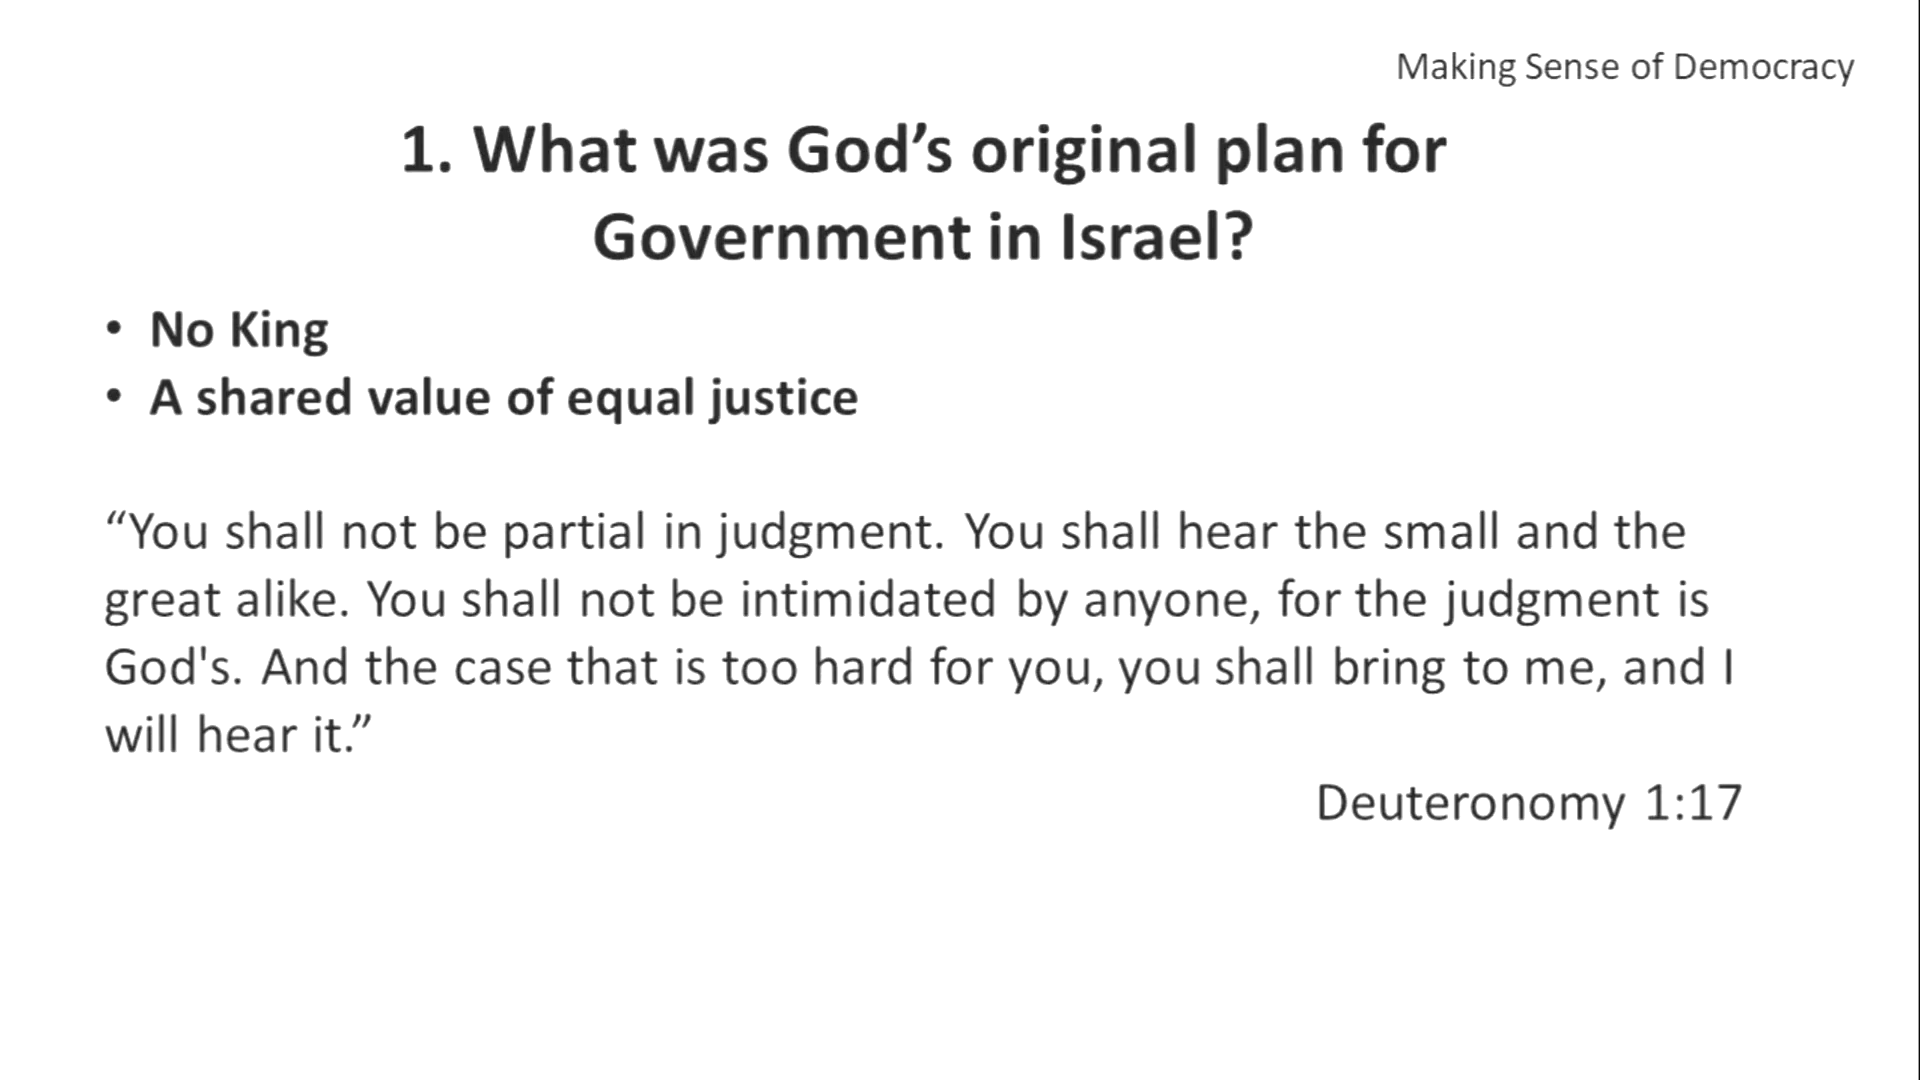 Making Sense of Democracy
1. What was God’s original plan for
Government in Israel?
• No King
• A shared value of equal justice
“You shall not be partial in judgment. You shall hear the small and the
great alike. You shall not be intimidated by anyone, for the judgment is
God's. And the case that is too hard for you, you shall bring to me, and I
will hear it.”
Deuteronomy 1:17